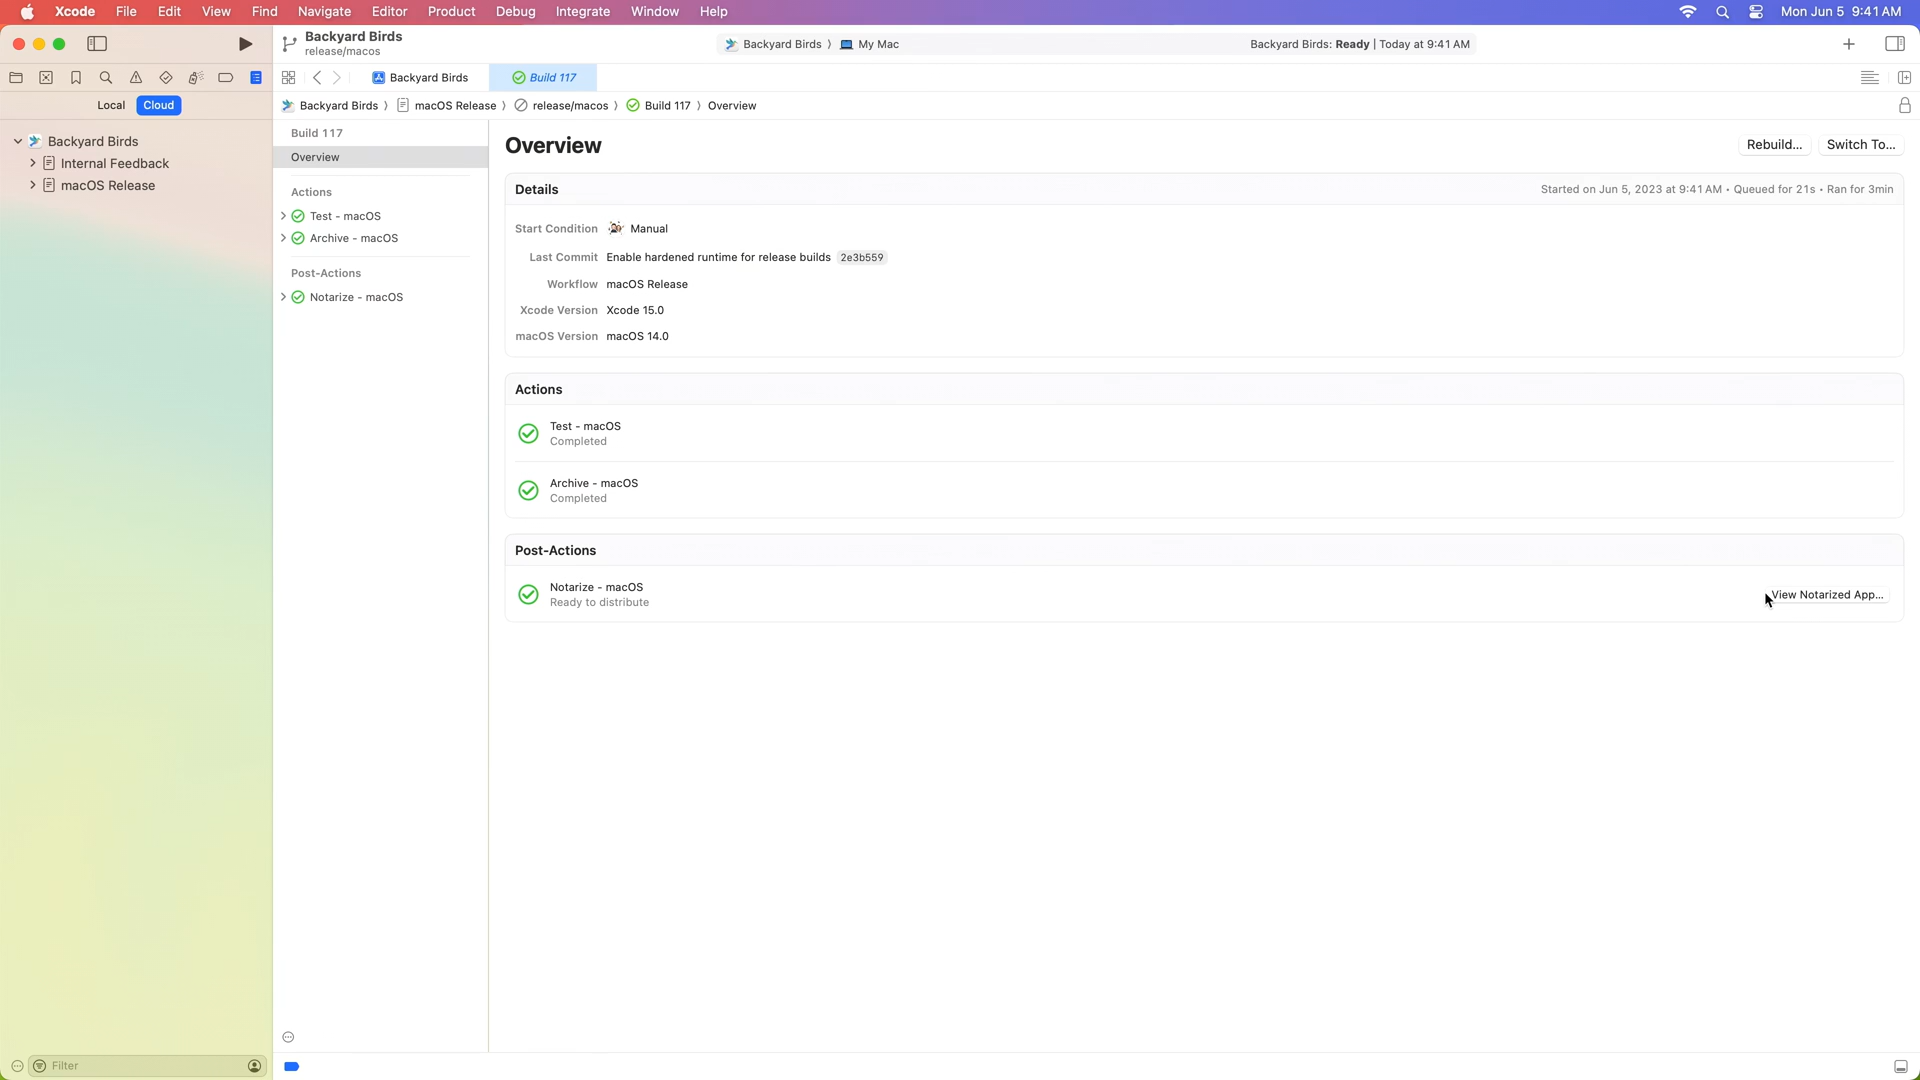 Xcode File Edit View Find Navigate Editor Product Debug Integrate Window Help Mon Jun 5 9:41 AM
Backyard Birds
release/macos
Backyard Birds 〉 My Mac
Backyard Birds: Ready | Today at 9:41 AM
Backyard Birds
Build 117
Local Cloud
Backyard Birds 〉 macOS Release 〉 release/macos 〉 Build 117 〉 Overview
Backyard Birds
Internal Feedback
macOS Release
Filter
Build 117
Overview
Actions
Test - macOS
Archive - macOS
Post-Actions
Notarize - macOS
Overview
Rebuild...
Switch To...
Details
Started on Jun 5, 2023 at 9:41 AM • Queued for 21s • Ran for 3min
Start Condition Manual
Last Commit Enable hardened runtime for release builds 2e3b559
Workflow macOS Release
Xcode Version Xcode 15.0
macOS Version macOS 14.0
Actions
Test - macOS
Completed
Archive - macOS
Completed
Post-Actions
Notarize - macOS
Ready to distribute
View Notarized App...